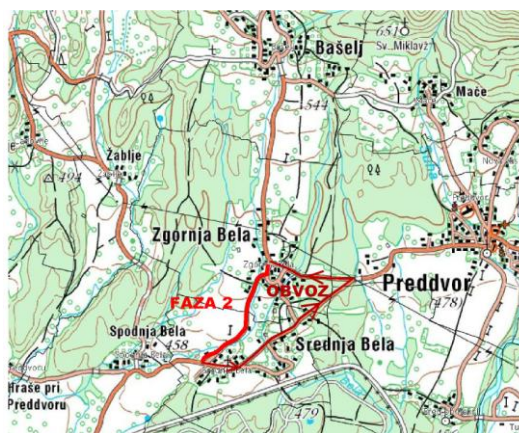 651
Sv. Miklavž
Bašelj
Mače
544
Žablje
494
Zgornja Bela
Preddvor
(478)
OBVOZ
FAZA 2
Spodnja Bela
458
Srednja Bela
Hraše pri
Preddvoru
479